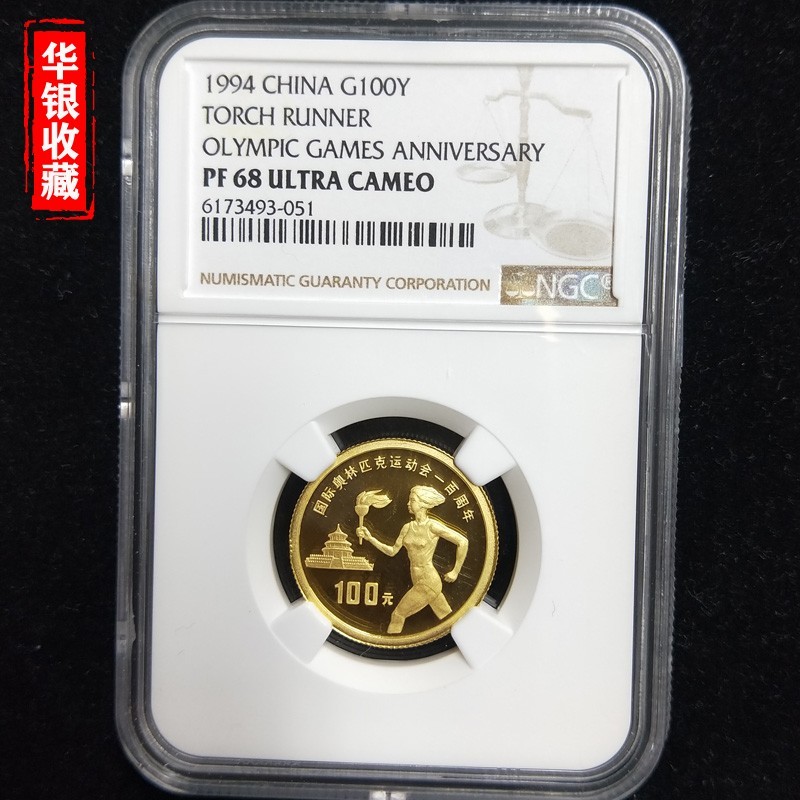 华银收藏
1994 CHINA G100Y
TORCH RUNNER
OLYMPIC GAMES ANNIVERSARY
PF 68 ULTRA CAMEO
6173493-051
NUMISMATIC GUARANTY CORPORATION
NGC®
国际奥林匹克运动会一百周年
100元